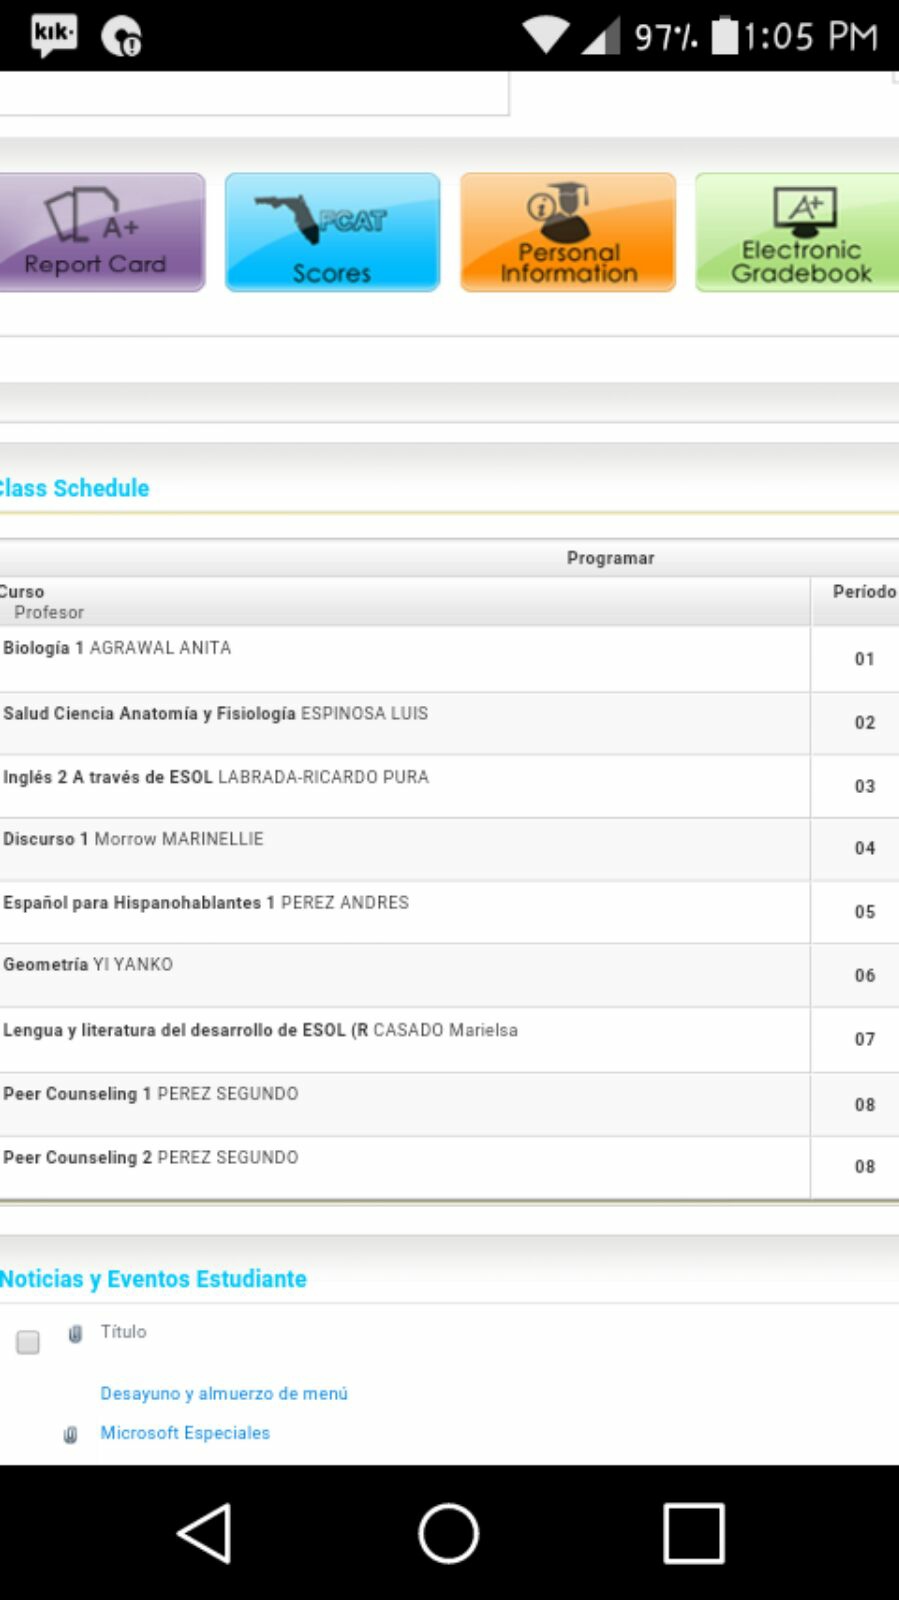 kik·
97% 1:05 PM
A+
Report Card
FCAT
Scores
Personal
Information
A+
Electronic
Gradebook
Class Schedule
Programar
Curso
Profesor
Período
Biología 1 AGRAWAL ANITA
01
Salud Ciencia Anatomía y Fisiología ESPINOSA LUIS
02
Inglés 2 A través de ESOL LABRADA-RICARDO PURA
03
Discurso 1 Morrow MARINELLIE
04
Español para Hispanohablantes 1 PEREZ ANDRES
05
Geometría YI YANKO
06
Lengua y literatura del desarrollo de ESOL (R CASADO Marielsa
07
Peer Counseling 1 PEREZ SEGUNDO
08
Peer Counseling 2 PEREZ SEGUNDO
08
Noticias y Eventos Estudiante
Título
Desayuno y almuerzo de menú
Microsoft Especiales